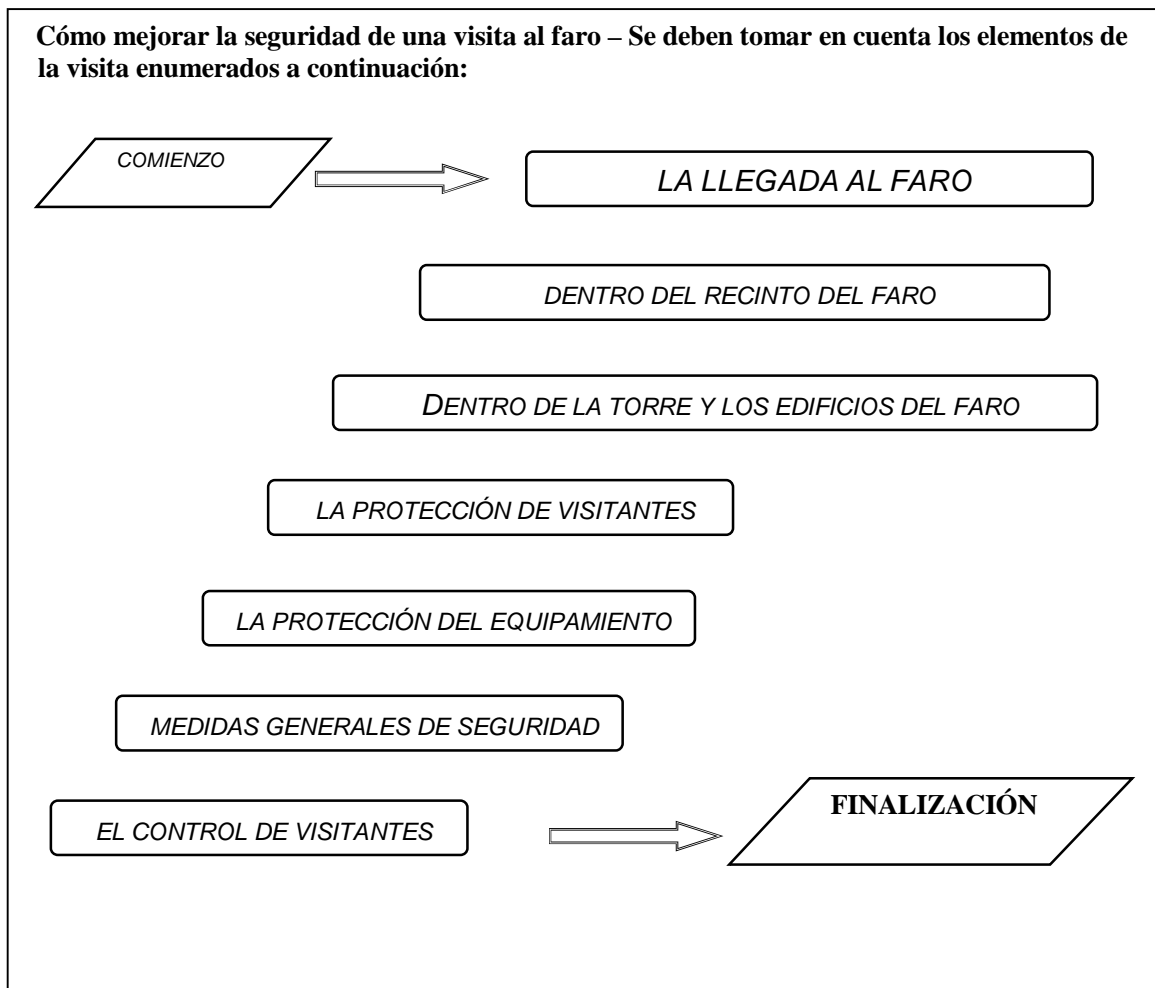 Cómo mejorar la seguridad de una visita al faro – Se deben tomar en cuenta los elementos de
la visita enumerados a continuación:
COMIENZO
LA LLEGADA AL FARO
DENTRO DEL RECINTO DEL FARO
DENTRO DE LA TORRE Y LOS EDIFICIOS DEL FARO
LA PROTECCIÓN DE VISITANTES
LA PROTECCIÓN DEL EQUIPAMIENTO
MEDIDAS GENERALES DE SEGURIDAD
EL CONTROL DE VISITANTES
FINALIZACIÓN